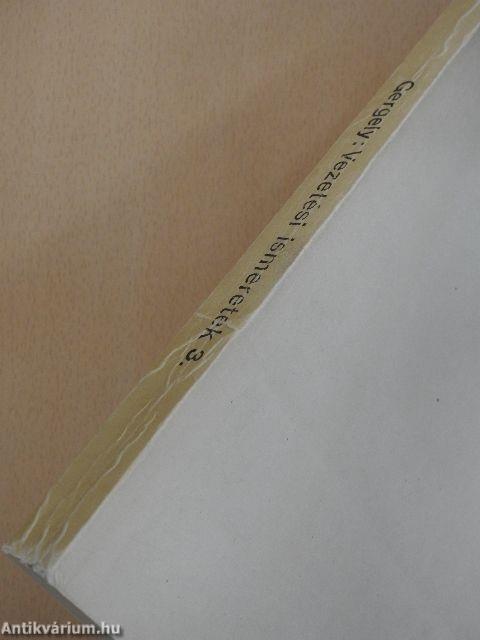 Gergely: Vezetési ismeretek 3.
Antikvárium.hu